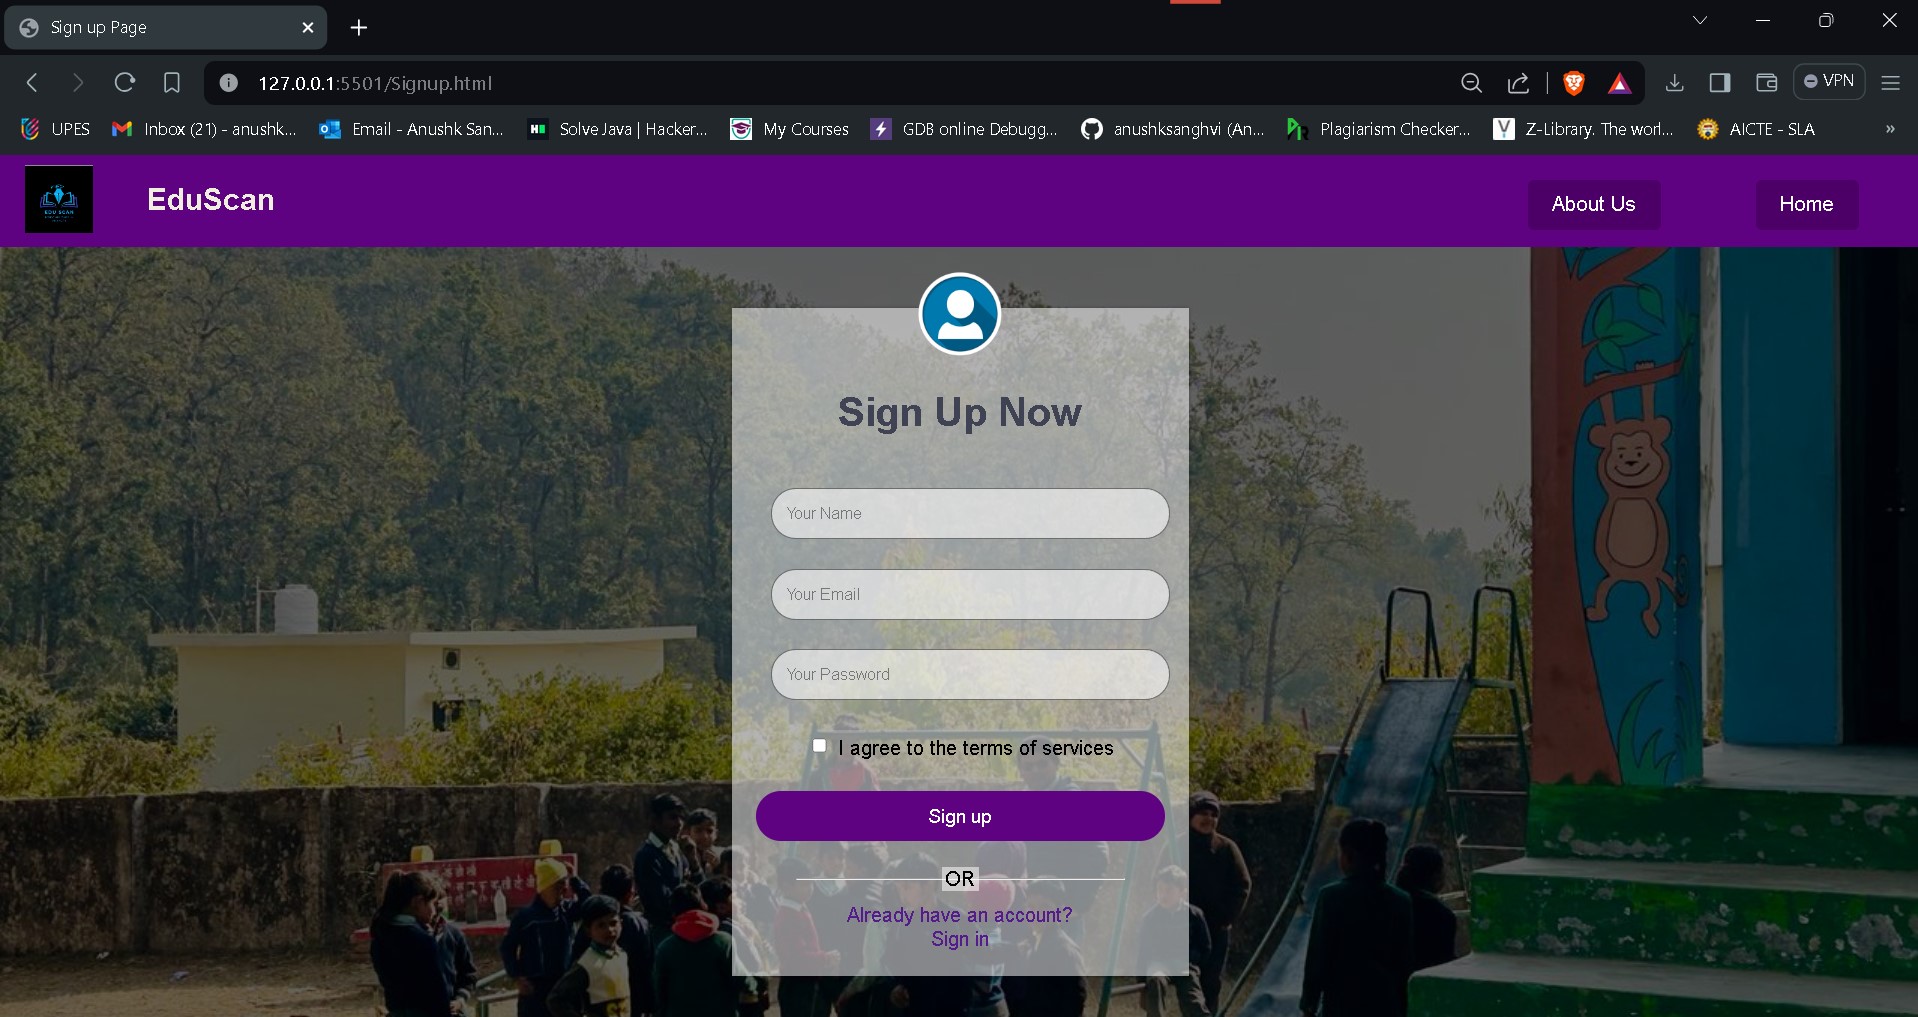 Sign up Page
127.0.0.1:5501/Signup.html
VPN
UPES
Inbox (21) - anushk...
Email - Anushk San...
Solve Java | Hacker...
My Courses
GDB online Debugg...
anushksanghvi (An...
Plagiarism Checker...
Z-Library. The worl...
AICTE - SLA
»
EDU SCAN
EduScan
About Us
Home
Sign Up Now
Your Name
Your Email
Your Password
I agree to the terms of services
Sign up
OR
Already have an account?
Sign in